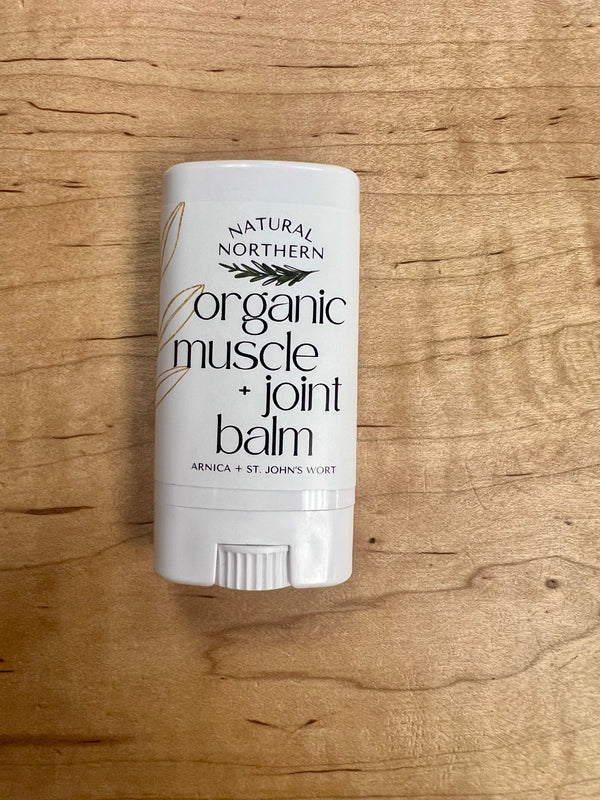 NATURAL
NORTHERN
organic
muscle
+ joint
balm
ARNICA + ST. JOHN'S WORT